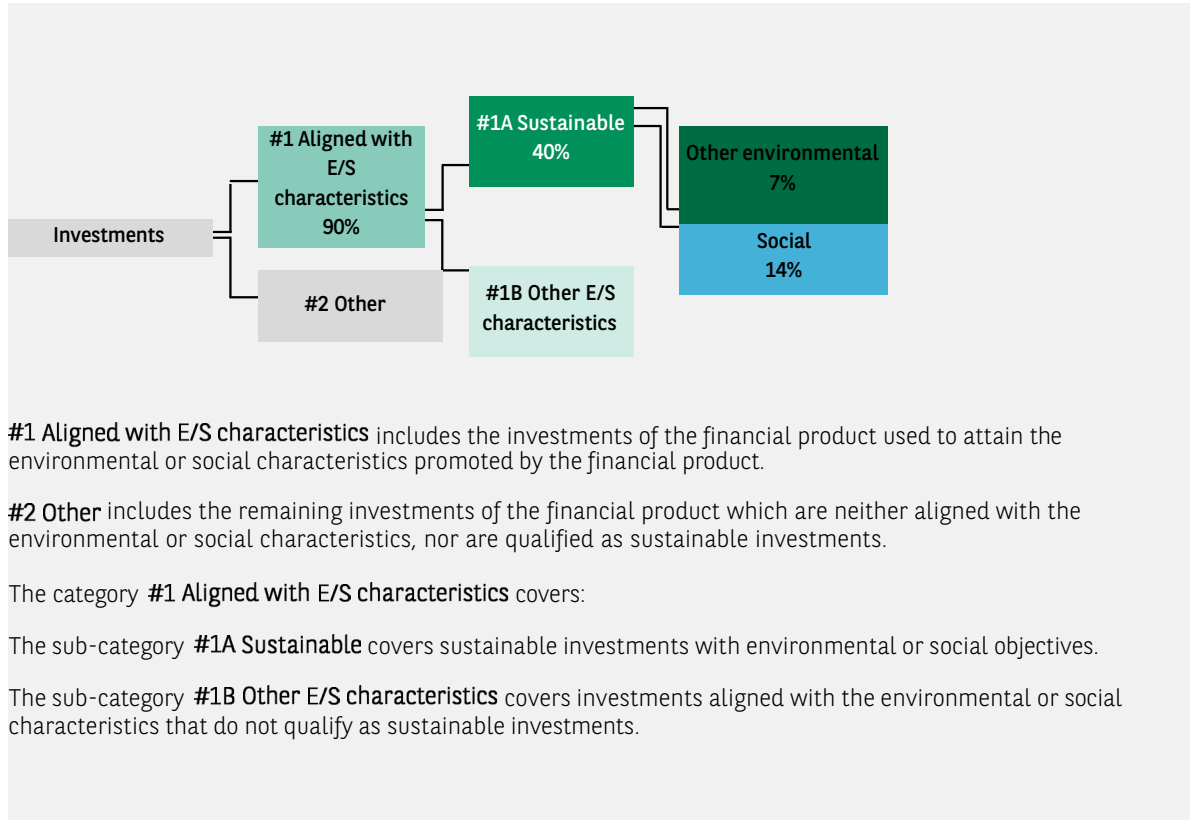 #1 Aligned with
E/S
characteristics
90%
#1A Sustainable
40%
Other environmental
7%
Investments
Social
14%
#2 Other
#1B Other E/S
characteristics
#1 Aligned with E/S characteristics includes the investments of the financial product used to attain the
environmental or social characteristics promoted by the financial product.
#2 Other includes the remaining investments of the financial product which are neither aligned with the
environmental or social characteristics, nor are qualified as sustainable investments.
The category #1 Aligned with E/S characteristics covers:
The sub-category #1A Sustainable covers sustainable investments with environmental or social objectives.
The sub-category #1B Other E/S characteristics covers investments aligned with the environmental or social
characteristics that do not qualify as sustainable investments.